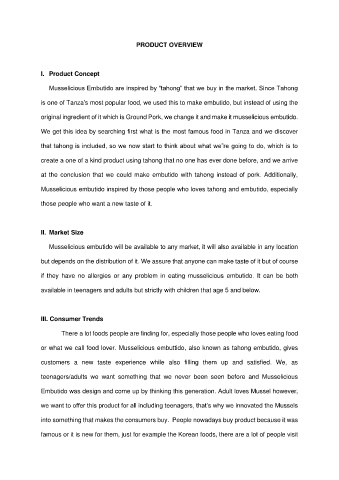 PRODUCT OVERVIEW
I. Product Concept
Musselicious Embutido are inspired by "tahong" that we buy in the market. Since Tahong
is one of Tanza's most popular food, we used this to make embutido, but instead of using the
original ingredient of it which is Ground Pork, we change it and make it musselicious embutido.
We get this idea by searching first what is the most famous food in Tanza and we discover
that tahong is included, so we now start to think about what we're going to do, which is to
create a one of a kind product using tahong that no one has ever done before, and we arrive
at the conclusion that we could make embutido with tahong instead of pork. Additionally,
Musselicious embutido inspired by those people who loves tahong and embutido, especially
those people who want a new taste of it.
II. Market Size
Musselicious embutido will be available to any market, it will also available in any location
but depends on the distribution of it. We assure that anyone can make taste of it but of course
if they have no allergies or any problem in eating musselicious embutido. It can be both
available in teenagers and adults but strictly with children that age 5 and below.
III. Consumer Trends
There a lot foods people are finding for, especially those people who loves eating food
or what we call food lover. Musselicious embuttido, also known as tahong embutido, gives
customers a new taste experience while also filling them up and satisfied. We, as
teenagers/adults we want something that we never been seen before and Musselicious
Embutido was design and come up by thinking this generation. Adult loves Mussel however,
we want to offer this product for all including teenagers, that's why we innovated the Mussels
into something that makes the consumers buy. People nowadays buy product because it was
famous or it is new for them, just for example the Korean foods, there are a lot of people visit